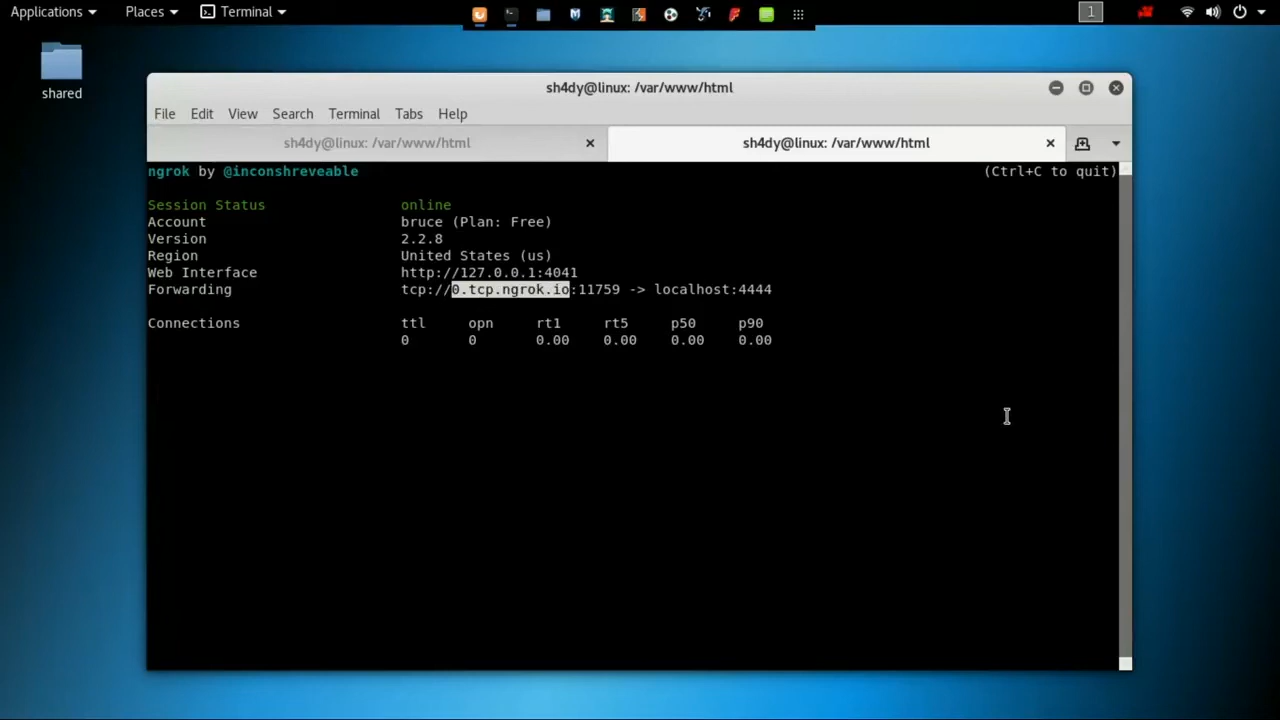 Applications Places Terminal 1
shared
sh4dy@linux: /var/www/html
File Edit View Search Terminal Tabs Help
sh4dy@linux: /var/www/html sh4dy@linux: /var/www/html
ngrok by @inconshreveable (Ctrl+C to quit)
Session Status online
Account bruce (Plan: Free)
Version 2.2.8
Region United States (us)
Web Interface http://127.0.0.1:4041
Forwarding tcp://0.tcp.ngrok.io:11759 -> localhost:4444
Connections ttl opn rt1 rt5 p50 p90
0 0 0.00 0.00 0.00 0.00